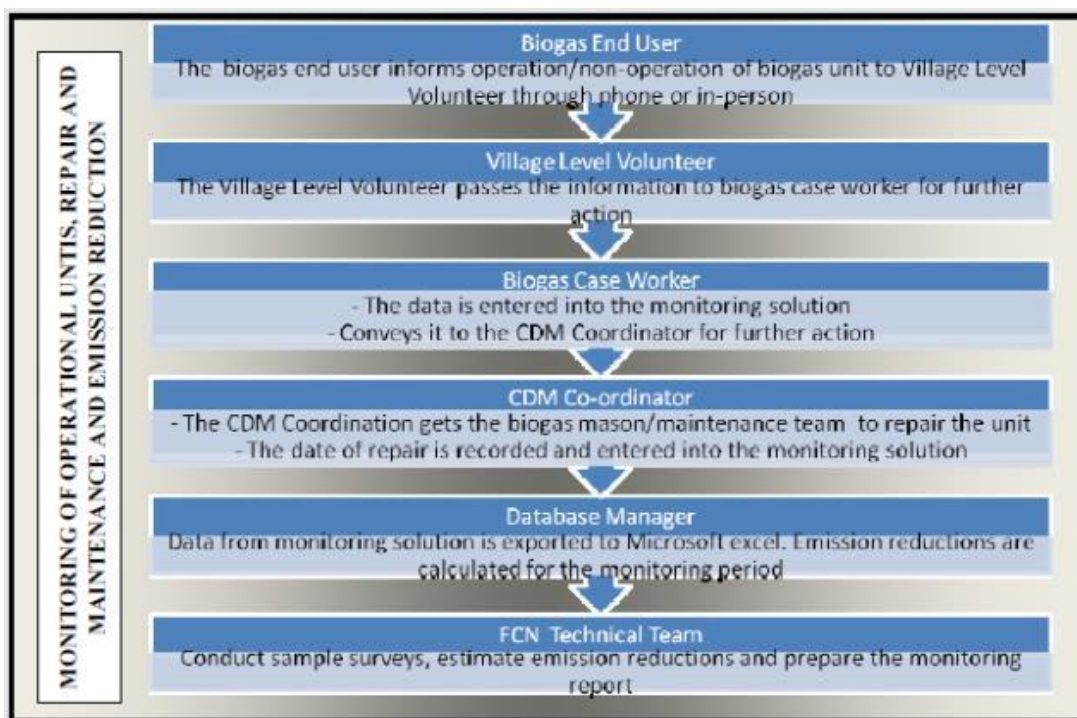 MONITORING OF OPERATIONAL UNTIS, REPAIR AND
MAINTENANCE AND EMISSION REDUCTION
Biogas End User
The biogas end user informs operation/non-operation of biogas unit to Village Level
Volunteer through phone or in-person
Village Level Volunteer
The Village Level Volunteer passes the information to biogas case worker for further
action
Biogas Case Worker
- The data is entered into the monitoring solution
- Conveys it to the CDM Coordinator for further action
CDM Co-ordinator
- The CDM Coordination gets the biogas mason/maintenance team to repair the unit
- The date of repair is recorded and entered into the monitoring solution
Database Manager
Data from monitoring solution is exported to Microsoft excel. Emission reductions are
calculated for the monitoring period
FCN Technical Team
Conduct sample surveys, estimate emission reductions and prepare the monitoring
report